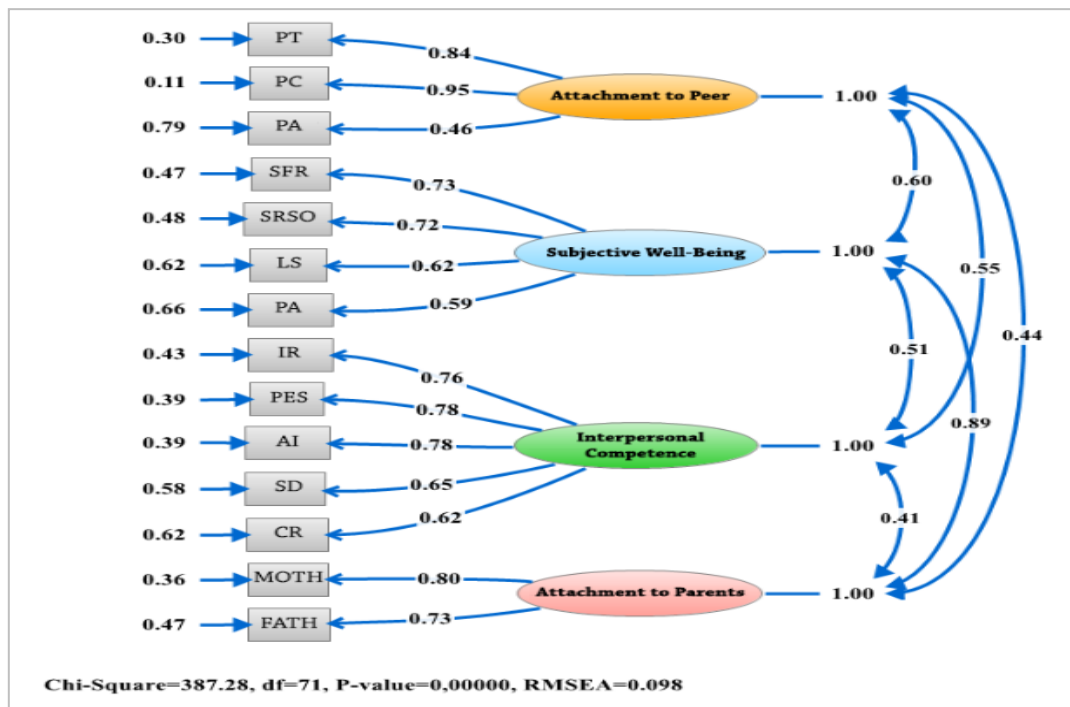 0.30 PT 0.84
0.11 PC 0.95 Attachment to Peer 1.00
0.79 PA 0.46
0.47 SFR 0.73 0.60
0.48 SRSO 0.72
0.62 LS 0.62 Subjective Well-Being 1.00
0.55
0.66 PA 0.59
0.44
0.43 IR 0.51
0.76
0.39 PES 0.78
0.89
0.39 AI 0.78 Interpersonal
Competence 1.00
0.58 SD 0.65
0.62 CR 0.62
0.41
0.36 MOTH 0.80
Attachment to Parents 1.00
0.47 FATH 0.73
Chi-Square=387.28, df=71, P-value=0,00000, RMSEA=0.098